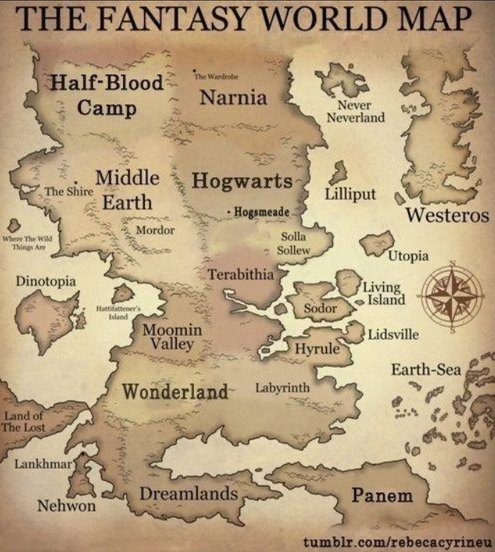 THE FANTASY WORLD MAP
Half-Blood
Camp
The Wardrobe
Narnia
Never
Neverland
The Shire
Middle
Earth
Hogwarts
Hogsmeade
Lilliput
Westeros
Where The Wild
Things Are
Mordor
Solla
Sollew
Utopia
Dinotopia
Terabithia
Hattifattener's
Island
Living
Island
Sodor
Moomin
Valley
Hyrule
Lidsville
Wonderland
Labyrinth
Earth-Sea
Land of
The Lost
Lankhmar
Nehwon
Dreamlands
Panem
tumblr.com/rebecacyrineu